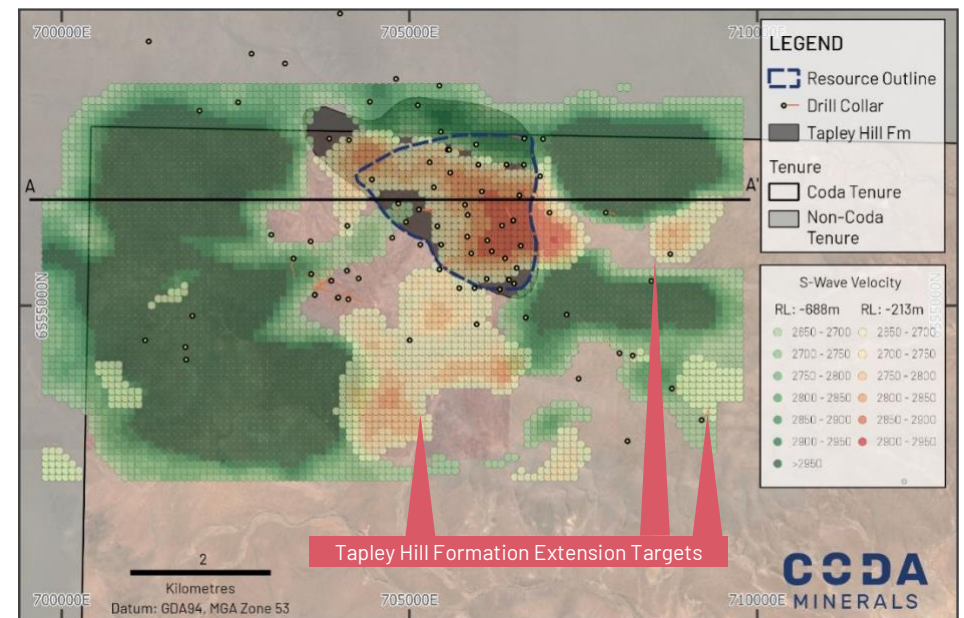 700000E
705000E
710000E
LEGEND
Resource Outline
Drill Collar
Tapley Hill Fm
Tenure
Coda Tenure
Non-Coda
Tenure
A
A'
6555000N
6555000N
S-Wave Velocity
RL: -688m RL: -213m
2650 - 2700 2650 - 2700
2700 - 2750 2700 - 2750
2750 - 2800 2750 - 2800
2800 - 2850 2800 - 2850
2850 - 2900 2850 - 2900
2900 - 2950 2900 - 2950
>2950
Tapley Hill Formation Extension Targets
2
Kilometres
Datum: GDA94, MGA Zone 53
CODA
MINERALS
700000E
705000E
710000E